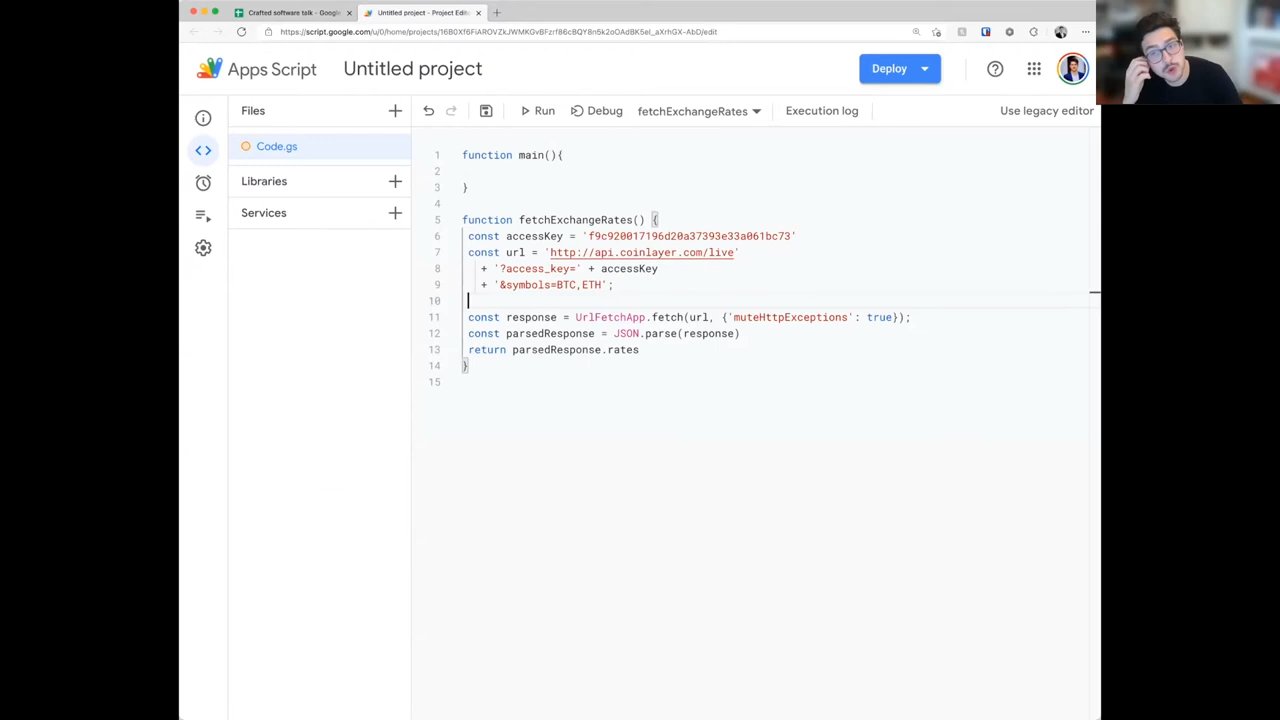 Crafted software talk - Google
Untitled project - Project Edit
https://script.google.com/u/0/home/projects/
Apps Script
Untitled project
Deploy
Files
Run
Debug
fetchExchangeRates
Execution log
Use legacy editor
Code.gs
Libraries
Services
1 function main(){
2
3 }
4
5 function fetchExchangeRates() {
6 const accessKey = 'f9c920017196d20a37393e33a061bc73'
7 const url = 'http://api.coinlayer.com/live'
8 + '?access_key=' + accessKey
9 + '&symbols=BTC,ETH';
10
11 const response = UrlFetchApp.fetch(url, {'muteHttpExceptions': true});
12 const parsedResponse = JSON.parse(response)
13 return parsedResponse.rates
14 }
15